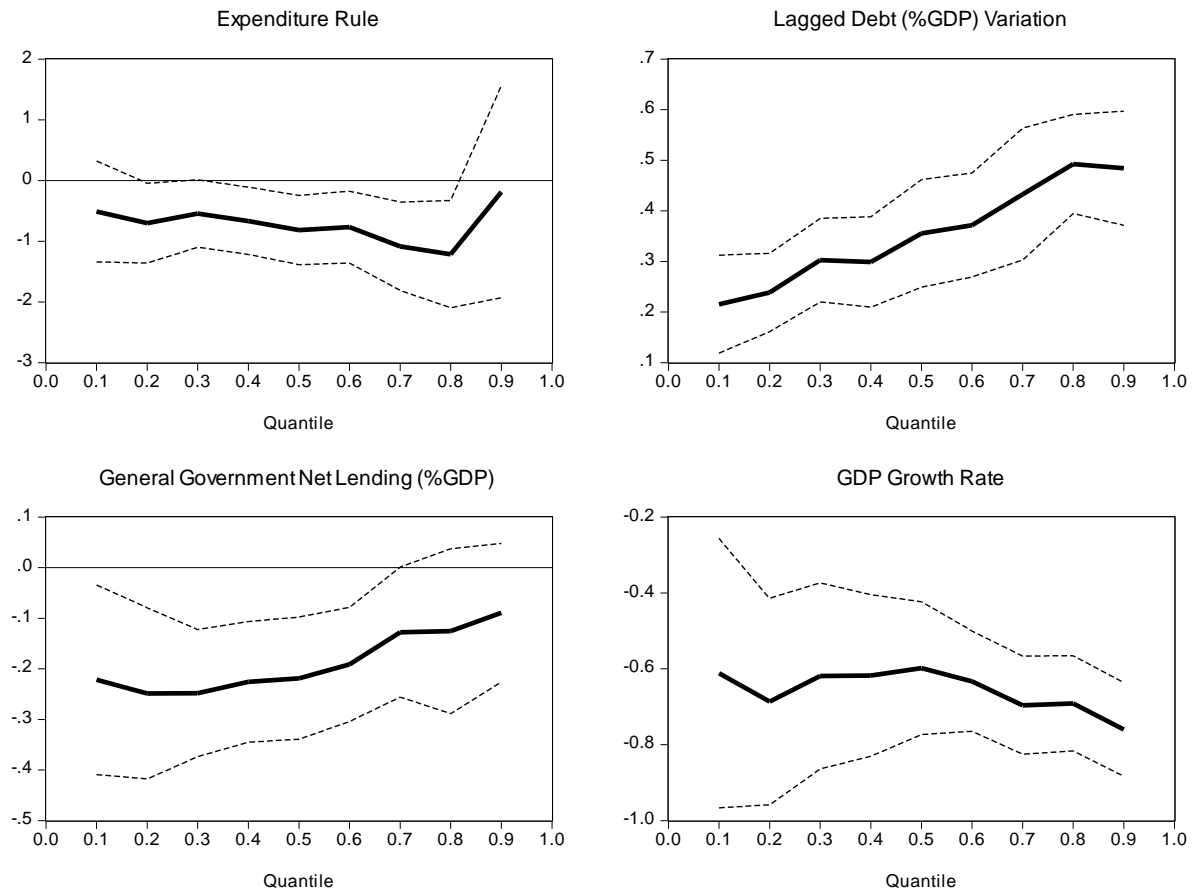 Expenditure Rule
2
1
0
-1
-2
-3
0.0 0.1 0.2 0.3 0.4 0.5 0.6 0.7 0.8 0.9 1.0
Quantile
Lagged Debt (%GDP) Variation
.7
.6
.5
.4
.3
.2
.1
0.0 0.1 0.2 0.3 0.4 0.5 0.6 0.7 0.8 0.9 1.0
Quantile
General Government Net Lending (%GDP)
.1
.0
-.1
-.2
-.3
-.4
-.5
0.0 0.1 0.2 0.3 0.4 0.5 0.6 0.7 0.8 0.9 1.0
Quantile
GDP Growth Rate
-0.2
-0.4
-0.6
-0.8
-1.0
0.0 0.1 0.2 0.3 0.4 0.5 0.6 0.7 0.8 0.9 1.0
Quantile